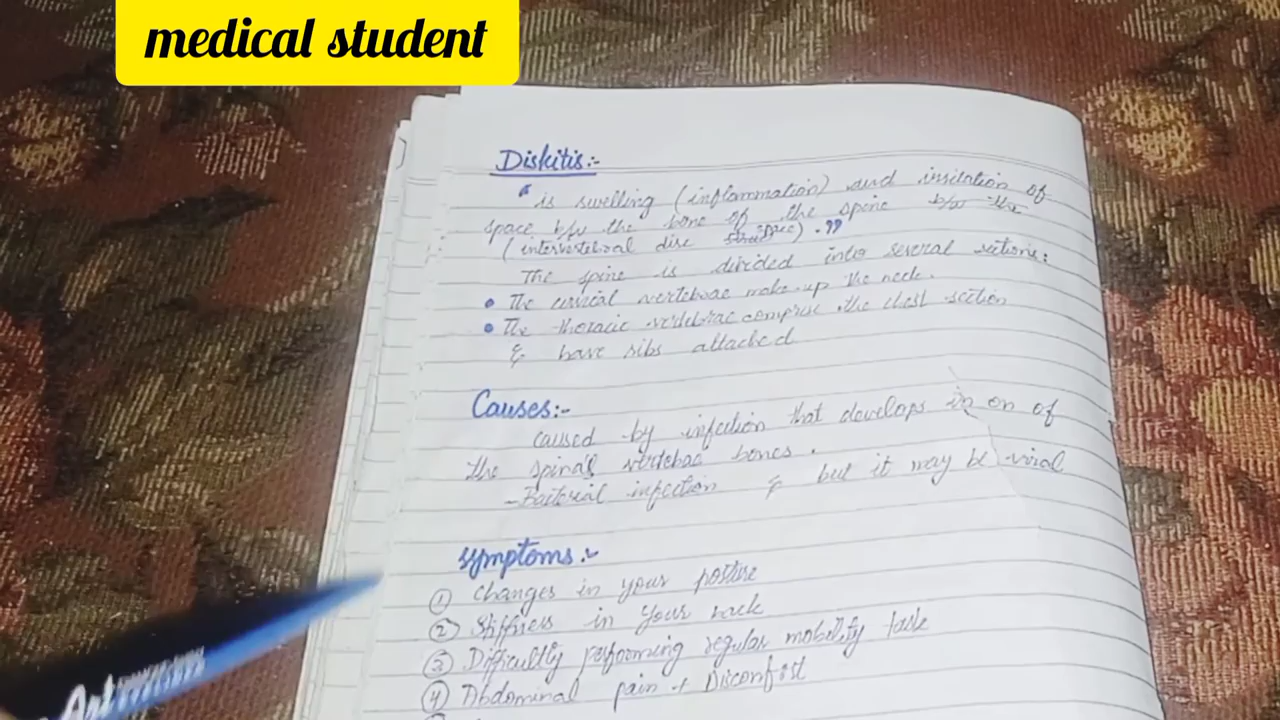 medical student
Diskitis:-
" is swelling (inflammation) and irritation of
space b/w the bone of the spine b/w the
(intervertebral disc space). "
The spine is divided into several sections:
• The cervical vertebrae make-up the neck.
• The thoracic vertebrae comprise the chest section
& have ribs attached
Causes:-
caused by infection that develops in on of
the spinal vertebac bones.
- Bacterial infection & but it may be viral
symptoms:-
① Changes in your posture
② Stiffness in your back
③ Difficultly performing regular mobility task
④ Abdominal pain + Disconfost
Art